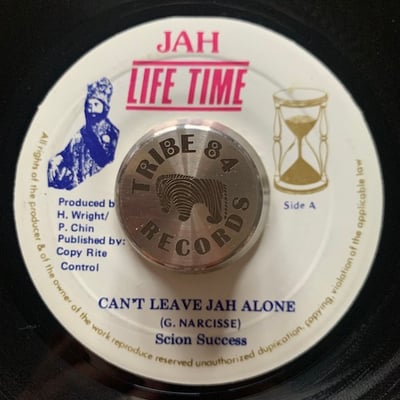 JAH
LIFE TIME
TRIBE 84
RECORDS
Produced b
H. Wright/
P. Chin
Published by:
Copy Rite
Control
Side A
CAN'T LEAVE JAH ALONE
(G. NARCISSE)
Scion Success
All rights of the producer & of the owner of the work reproduced reserved unauthorized duplication, copying, violation of the applicable law